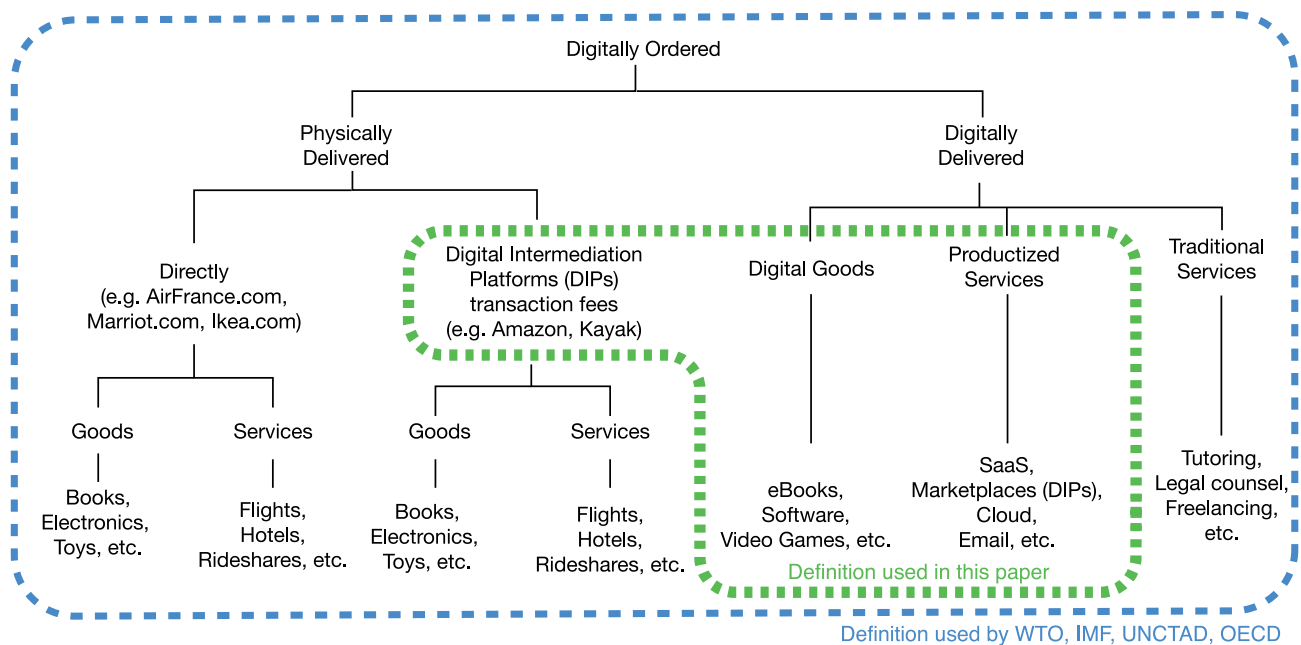 Digitally Ordered
Physically
Delivered
Digitally
Delivered
Directly
(e.g. AirFrance.com,
Marriot.com, Ikea.com)
Digital Intermediation
Platforms (DIPs)
transaction fees
(e.g. Amazon, Kayak)
Digital Goods
Productized
Services
Traditional
Services
Goods
Services
Goods
Services
Books,
Electronics,
Toys, etc.
Flights,
Hotels,
Rideshares, etc.
Books,
Electronics,
Toys, etc.
Flights,
Hotels,
Rideshares, etc.
eBooks,
Software,
Video Games, etc.
SaaS,
Marketplaces (DIPs),
Cloud,
Email, etc.
Tutoring,
Legal counsel,
Freelancing,
etc.
Definition used in this paper
Definition used by WTO, IMF, UNCTAD, OECD